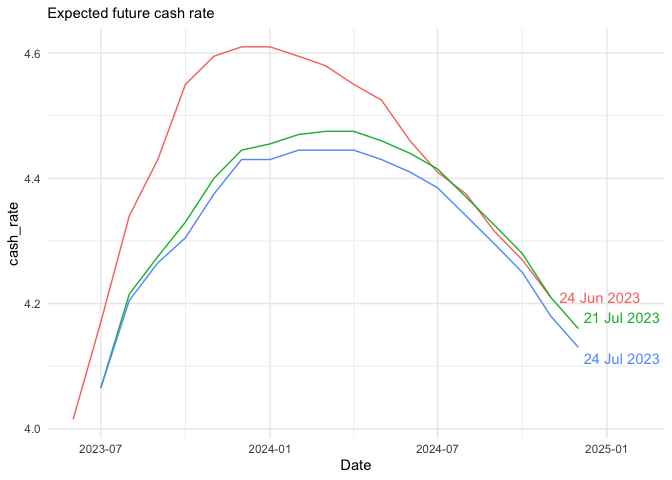 Expected future cash rate
4.6
4.4
4.2
4.0
cash_rate
24 Jun 2023
21 Jul 2023
24 Jul 2023
2023-07
2024-01
2024-07
2025-01
Date